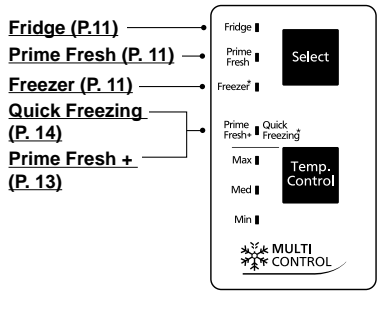 Fridge (P.11)
Prime Fresh (P. 11)
Freezer (P. 11)
Quick Freezing
(P. 14)
Prime Fresh +
(P. 13)
Fridge
Prime
Fresh
Freezer*
Select
Prime
Fresh+
Quick
Freezing*
Max
Med
Min
Temp.
Control
MULTI
CONTROL